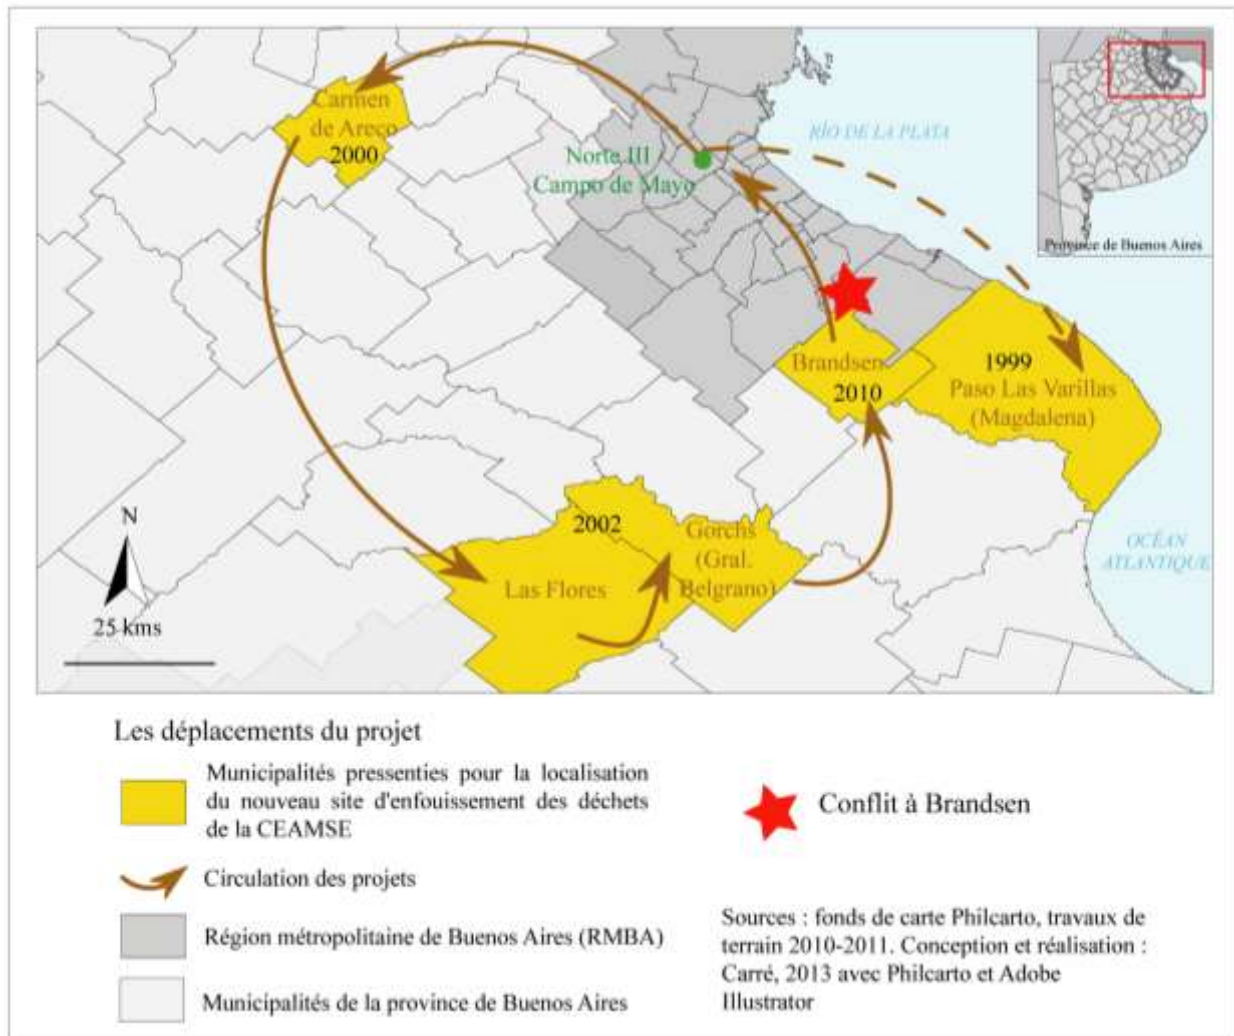 Carmen
de Areco
2000
RÍO DE LA PLATA
Norte III
Campo de Mayo
Province de Buenos Aires
Brandsen
2010
1999
Paso Las Varillas
(Magdalena)
2002
Gorchs
(Gral.
Belgrano)
Las Flores
OCÉAN
ATLANTIQUE
N
25 kms
Les déplacements du projet
Municipalités pressenties pour la localisation
du nouveau site d'enfouissement des déchets
de la CEAMSE
Circulation des projets
Région métropolitaine de Buenos Aires (RMBA)
Municipalités de la province de Buenos Aires
Conflit à Brandsen
Sources : fonds de carte Philcarto, travaux de
terrain 2010-2011. Conception et réalisation :
Carré, 2013 avec Philcarto et Adobe
Illustrator